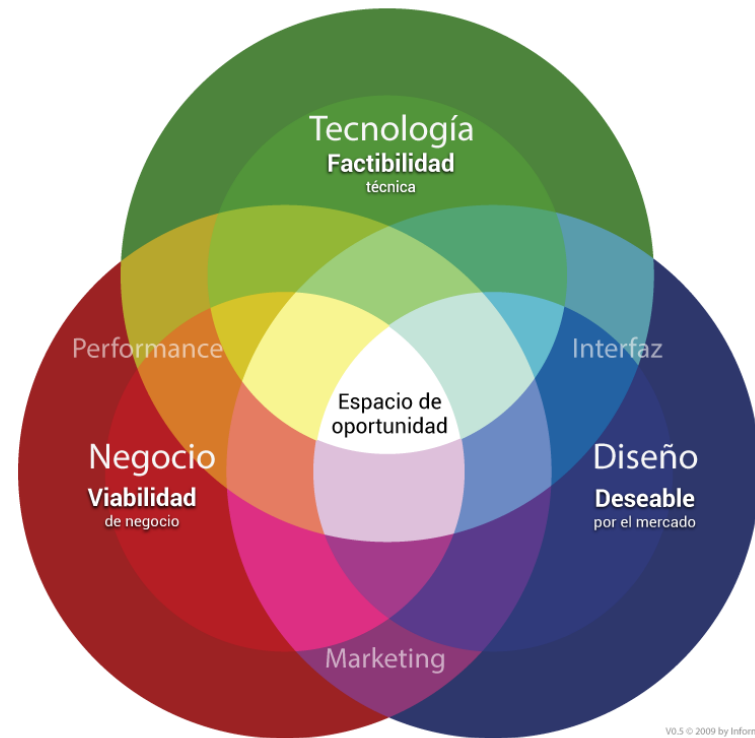 Tecnología
Factibilidad
técnica
Performance
Interfaz
Espacio de
oportunidad
Negocio
Viabilidad
de negocio
Diseño
Deseable
por el mercado
Marketing
V0.5 © 2009 by Inform